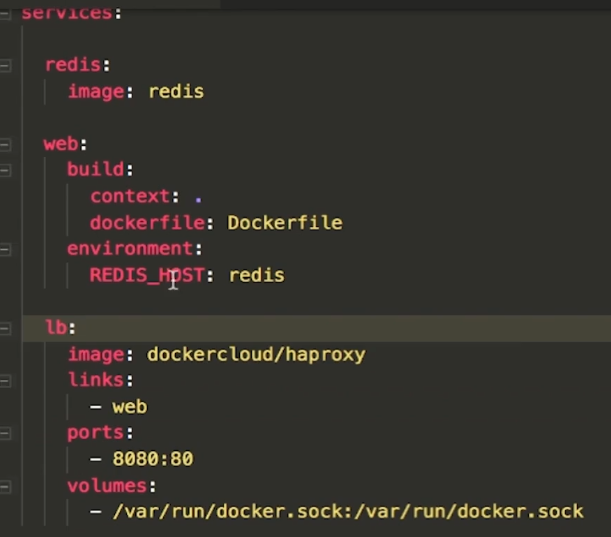 services:
redis:
image: redis
web:
build:
context: .
dockerfile: Dockerfile
environment:
REDIS_HOST: redis
lb:
image: dockercloud/haproxy
links:
- web
ports:
- 8080:80
volumes:
- /var/run/docker.sock:/var/run/docker.sock